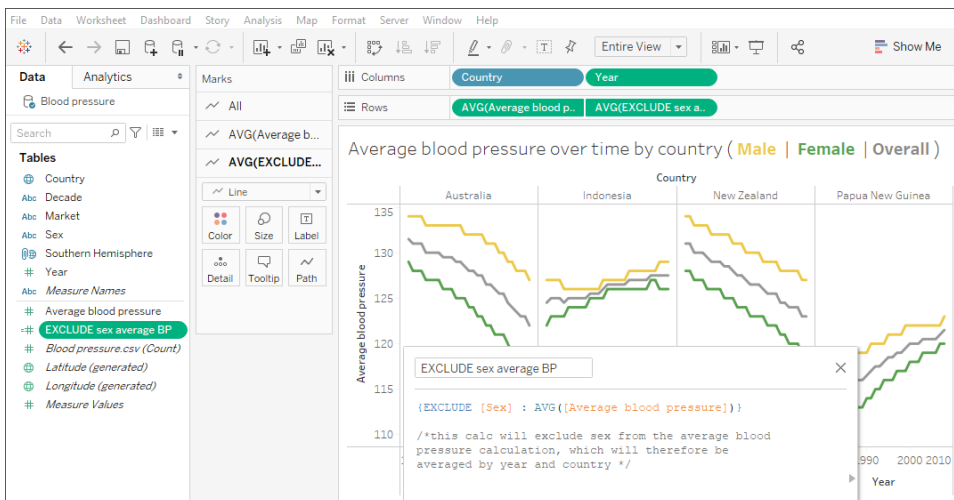 File Data Worksheet Dashboard Story Analysis Map Format Server Window Help
Entire View
Show Me
Data Analytics
Blood pressure
Search
Tables
Country
Abc Decade
Abc Market
Abc Sex
Southern Hemisphere
# Year
Abc Measure Names
# Average blood pressure
=# EXCLUDE sex average BP
# Blood pressure.csv (Count)
Latitude (generated)
Longitude (generated)
# Measure Values
Marks
All
AVG(Average b...
AVG(EXCLUDE...
Line
Color Size Label
Detail Tooltip Path
iii Columns Country Year
Rows AVG(Average blood p.. AVG(EXCLUDE sex a..
Average blood pressure over time by country ( Male | Female | Overall )
Country
Australia Indonesia New Zealand Papua New Guinea
Average blood pressure
135
130
125
120
115
110
EXCLUDE sex average BP
{EXCLUDE [Sex] : AVG([Average blood pressure])}
/*this calc will exclude sex from the average blood
pressure calculation, which will therefore be
averaged by year and country */
990 2000 2010
Year